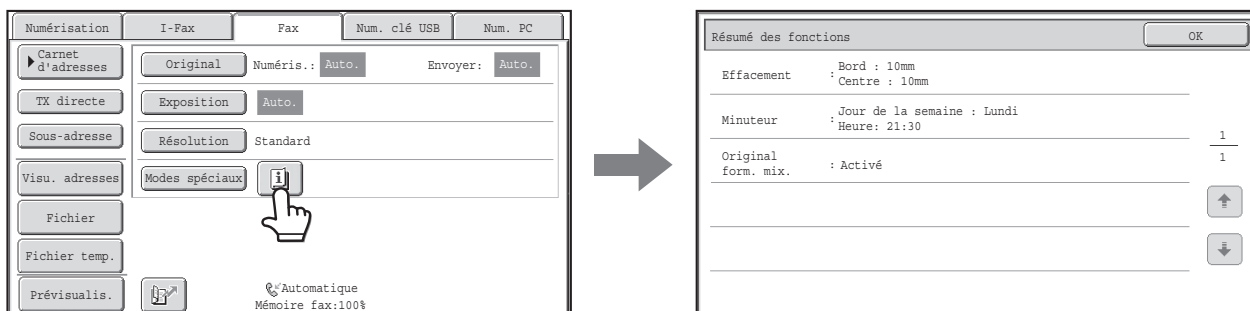 Numérisation I-Fax Fax Num. clé USB Num. PC
Carnet
d'adresses
Original Numéris.: Auto. Envoyer: Auto.
TX directe
Exposition Auto.
Sous-adresse
Résolution Standard
Visu. adresses
Modes spéciaux
Fichier
Fichier temp.
Prévisualis.
Automatique
Mémoire fax:100%
Résumé des fonctions OK
Effacement : Bord : 10mm
Centre : 10mm
Minuteur : Jour de la semaine : Lundi
Heure: 21:30
Original
form. mix. : Activé
1
1